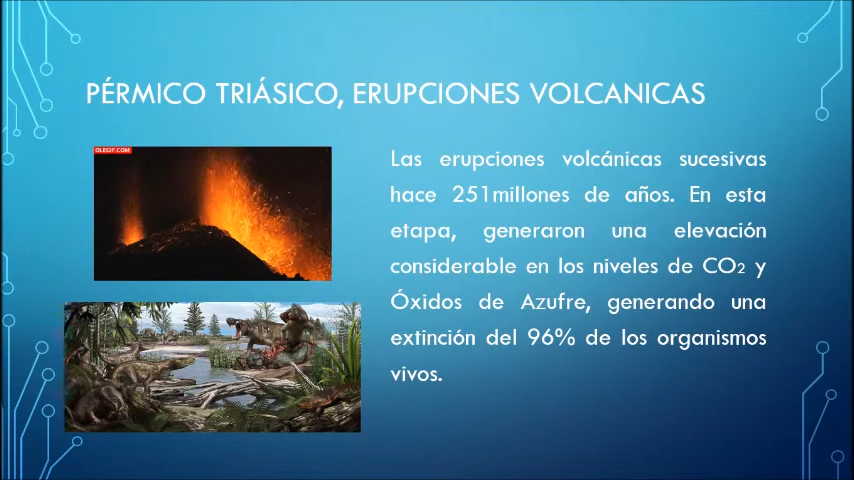 PÉRMICO TRIÁSICO, ERUPCIONES VOLCANICAS
OLEGIF.COM
Las erupciones volcánicas sucesivas
hace 251millones de años. En esta
etapa, generaron una elevación
considerable en los niveles de CO2 y
Óxidos de Azufre, generando una
extinción del 96% de los organismos
vivos.